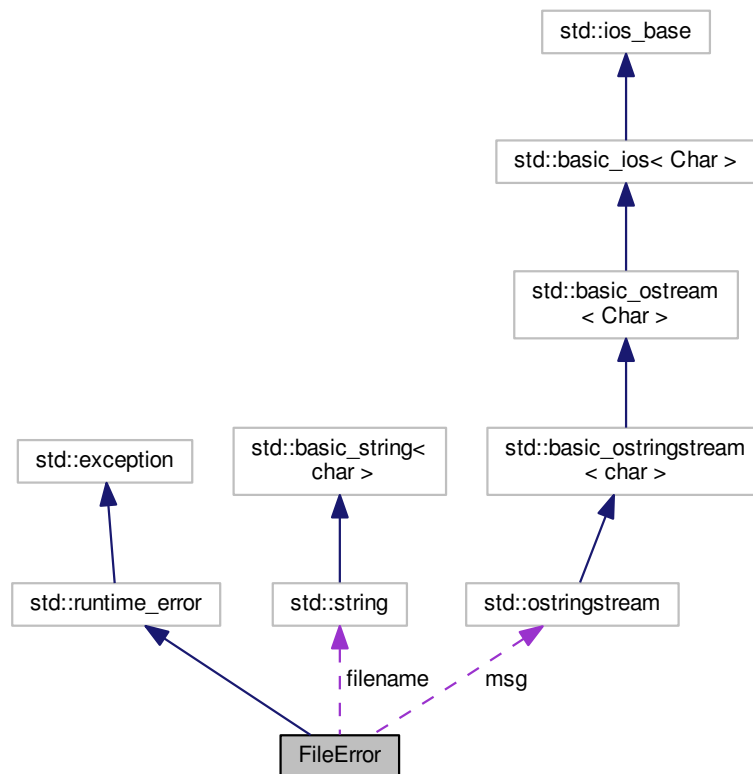 std::ios_base
std::basic_ios< Char >
std::basic_ostream
< Char >
std::exception
std::basic_string<
char >
std::basic_ostringstream
< char >
std::runtime_error
std::string
std::ostringstream
filename
msg
FileError